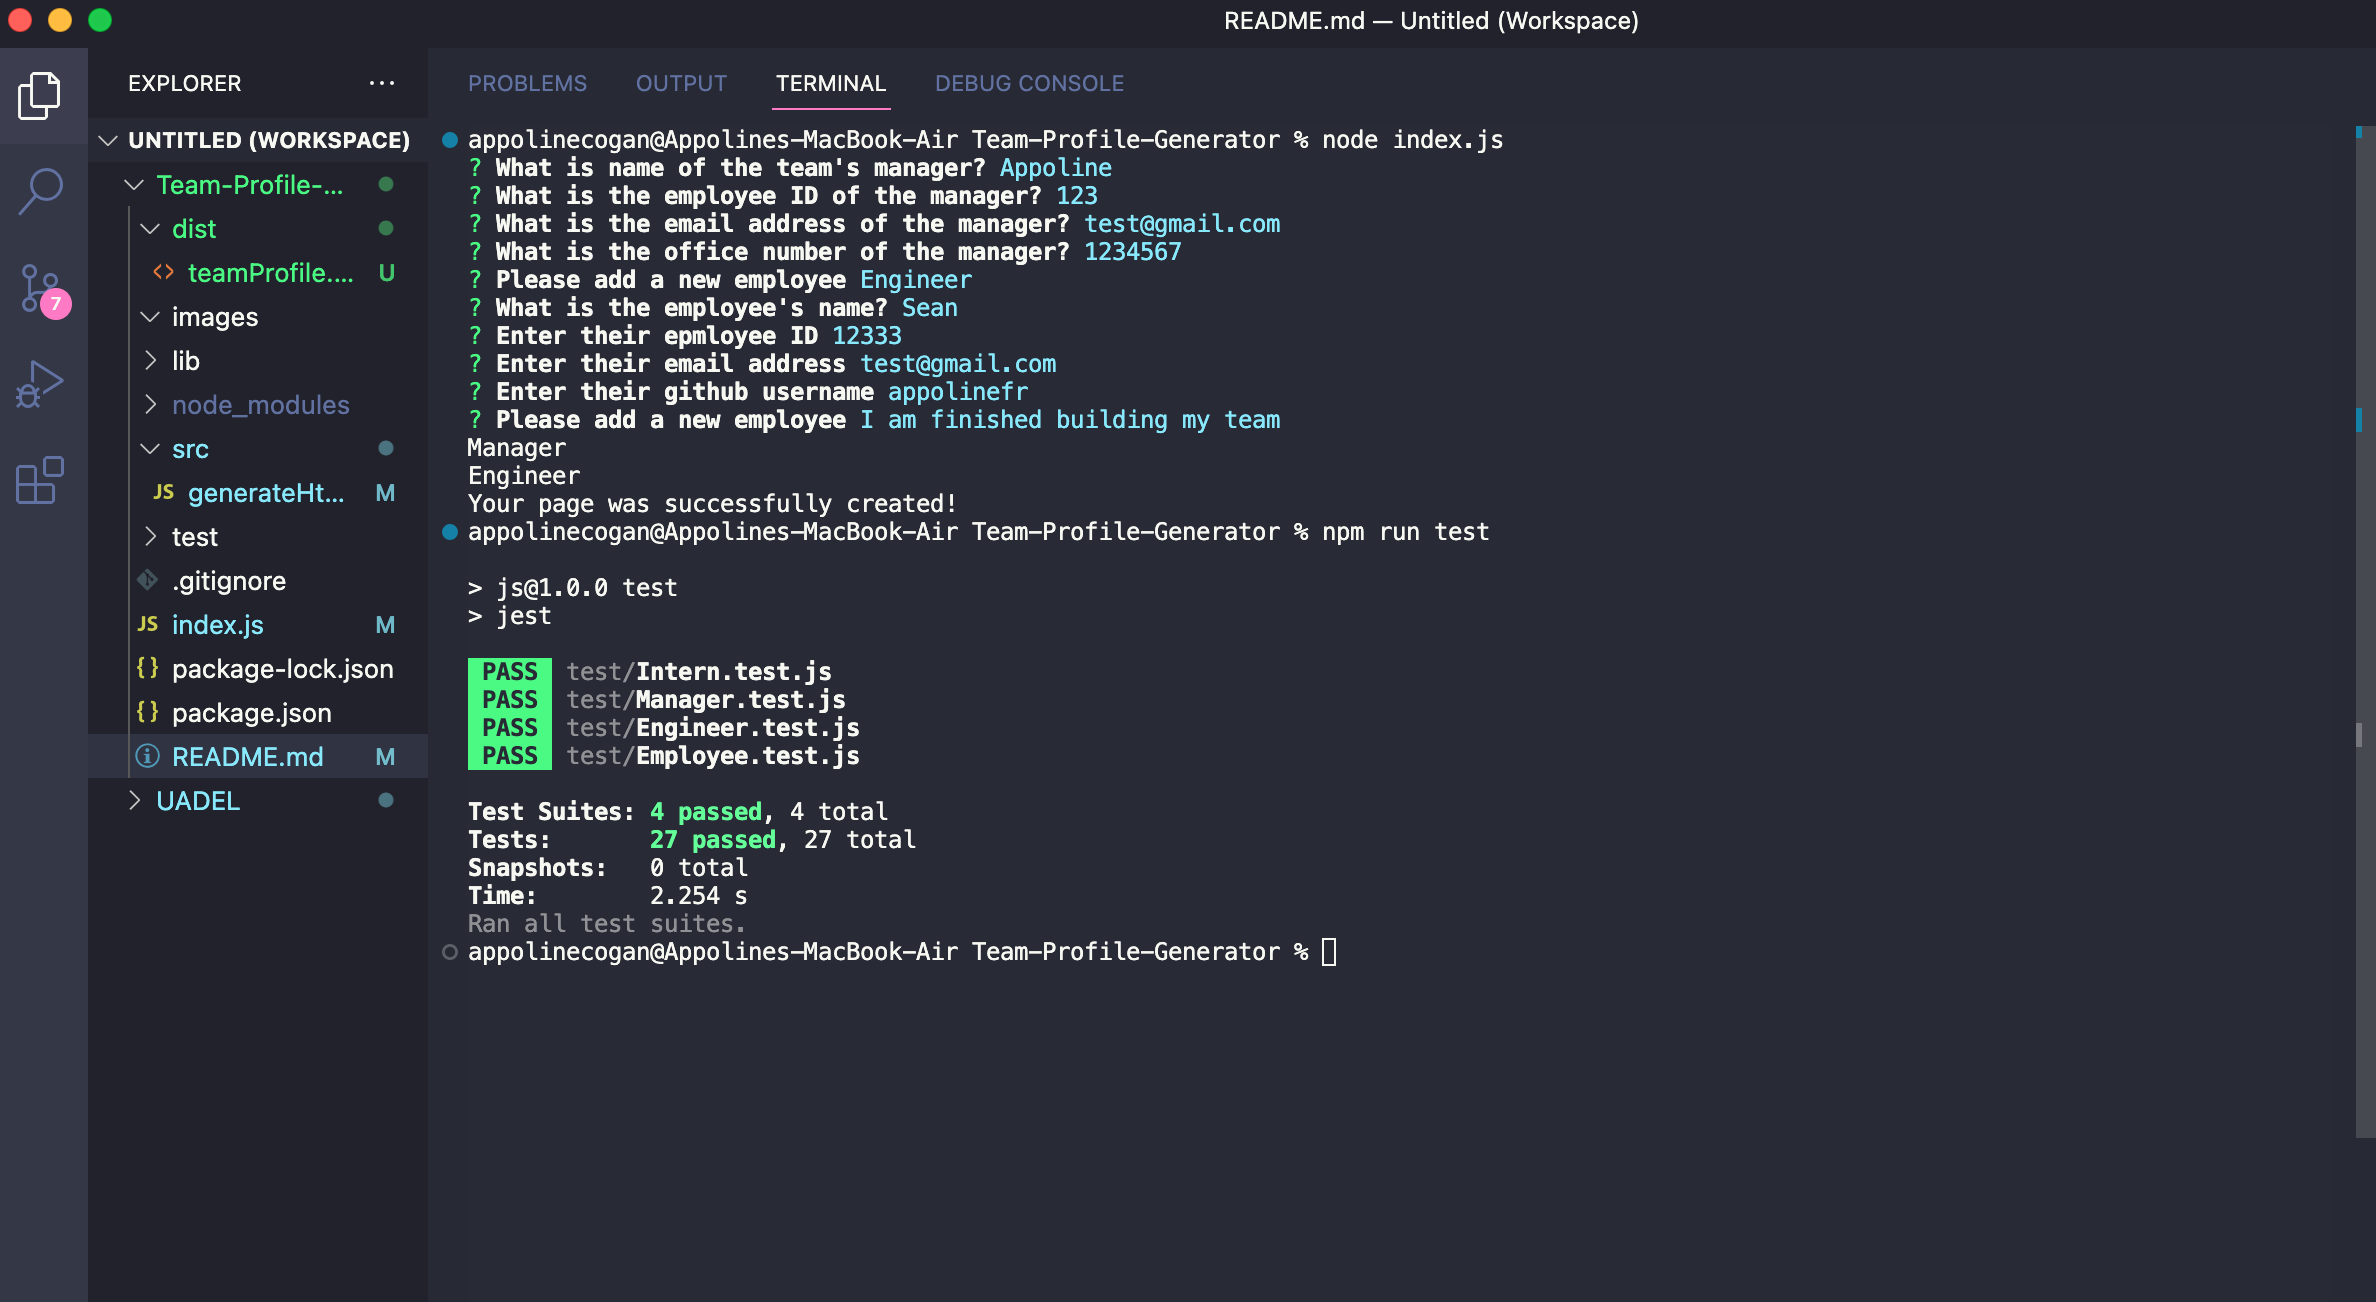 README.md — Untitled (Workspace)
EXPLORER
UNTITLED (WORKSPACE)
Team-Profile-...
dist
<> teamProfile.... U
images
lib
node_modules
src
JS generateHt... M
test
.gitignore
JS index.js M
{} package-lock.json
{} package.json
README.md M
UADEL
7
PROBLEMS OUTPUT TERMINAL DEBUG CONSOLE
appolinecogan@Appolines-MacBook-Air Team-Profile-Generator % node index.js
? What is name of the team's manager? Appoline
? What is the employee ID of the manager? 123
? What is the email address of the manager? test@gmail.com
? What is the office number of the manager? 1234567
? Please add a new employee Engineer
? What is the employee's name? Sean
? Enter their epmloyee ID 12333
? Enter their email address test@gmail.com
? Enter their github username appolinefr
? Please add a new employee I am finished building my team
Manager
Engineer
Your page was successfully created!
appolinecogan@Appolines-MacBook-Air Team-Profile-Generator % npm run test
> js@1.0.0 test
> jest
PASS test/Intern.test.js
PASS test/Manager.test.js
PASS test/Engineer.test.js
PASS test/Employee.test.js
Test Suites: 4 passed, 4 total
Tests: 27 passed, 27 total
Snapshots: 0 total
Time: 2.254 s
Ran all test suites.
appolinecogan@Appolines-MacBook-Air Team-Profile-Generator %